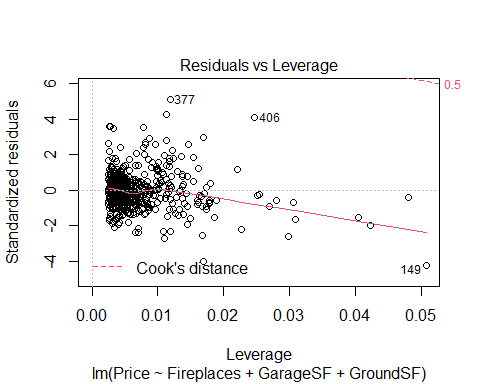 Residuals vs Leverage
Standardized residuals
6
4
2
0
-2
-4
0.5
377
406
149
Cook's distance
0.00 0.01 0.02 0.03 0.04 0.05
Leverage
lm(Price ~ Fireplaces + GarageSF + GroundSF)